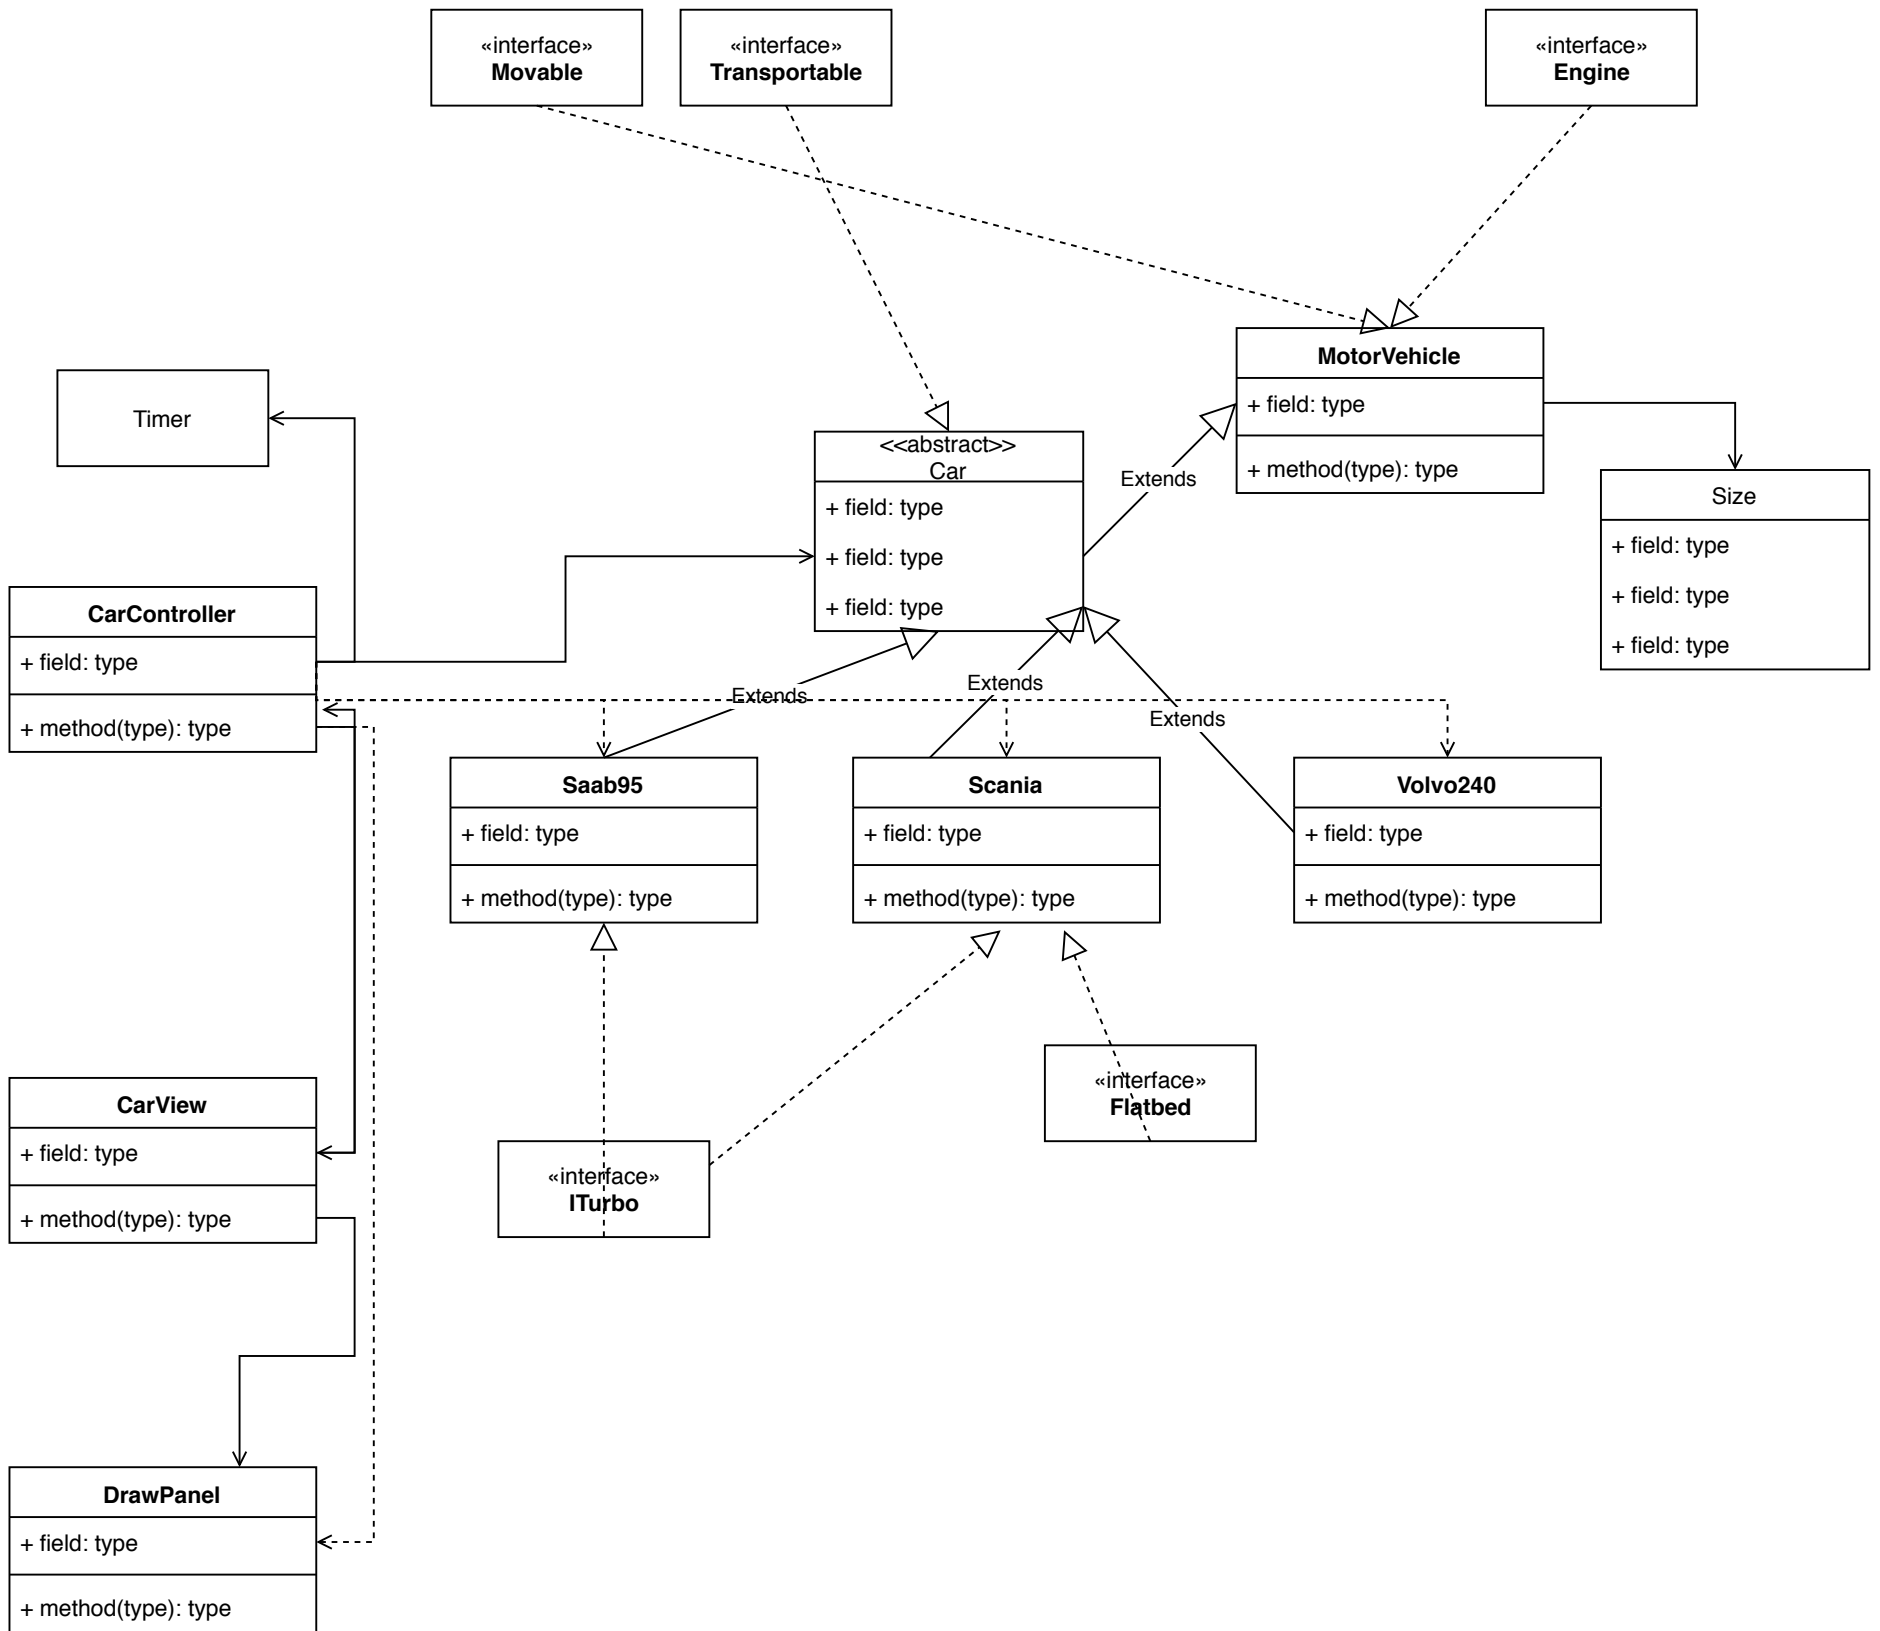 «interface»
Movable
«interface»
Transportable
«interface»
Engine
MotorVehicle
+ field: type
+ method(type): type
Timer
<<abstract>>
Car
+ field: type
+ field: type
+ field: type
Extends
Size
+ field: type
+ field: type
+ field: type
CarController
+ field: type
+ method(type): type
Extends
Extends
Extends
Saab95
+ field: type
+ method(type): type
Scania
+ field: type
+ method(type): type
Volvo240
+ field: type
+ method(type): type
«interface»
Flatbed
CarView
+ field: type
+ method(type): type
«interface»
ITurbo
DrawPanel
+ field: type
+ method(type): type